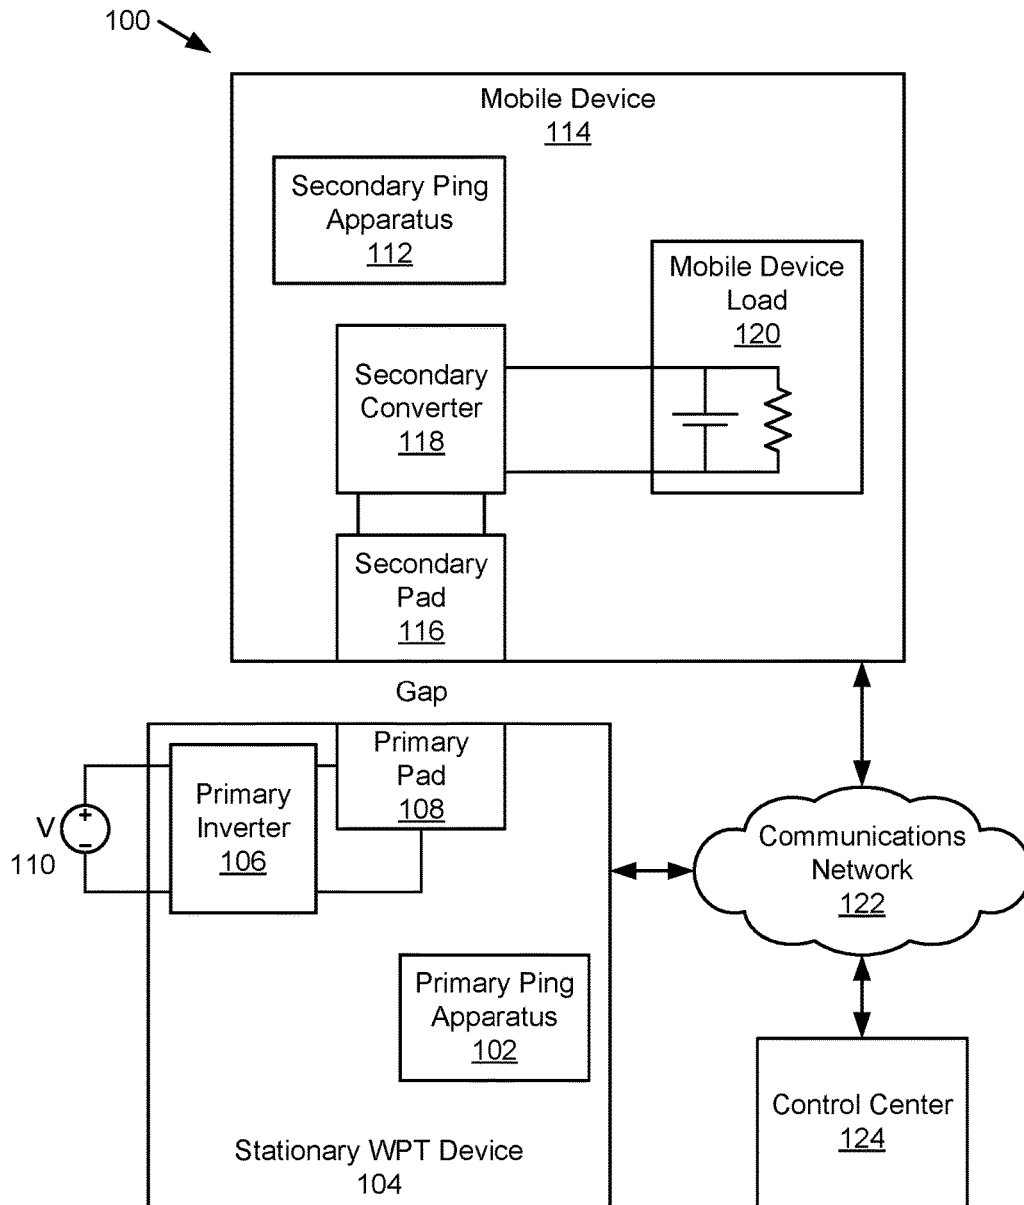 100
Mobile Device
114
Secondary Ping
Apparatus
112
Mobile Device
Load
120
Secondary
Converter
118
Secondary
Pad
116
Gap
Primary
Pad
108
Primary
Inverter
106
+
V
−
110
Communications
Network
122
Primary Ping
Apparatus
102
Control Center
124
Stationary WPT Device
104